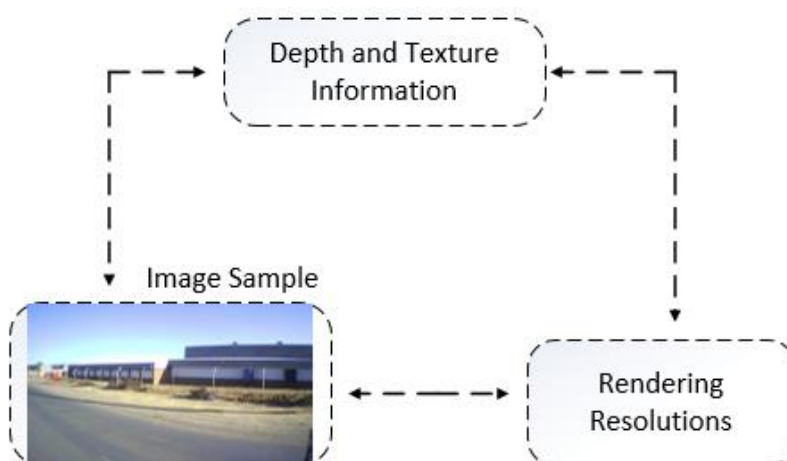 Depth and Texture
Information
Image Sample
Rendering
Resolutions